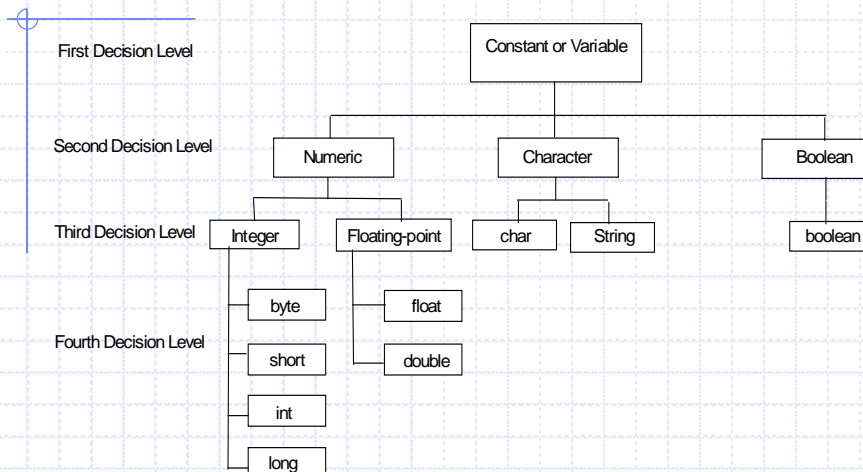 First Decision Level
Constant or Variable
Second Decision Level
Numeric
Character
Boolean
Third Decision Level
Integer
Floating-point
char
String
boolean
byte
float
Fourth Decision Level
short
double
int
long